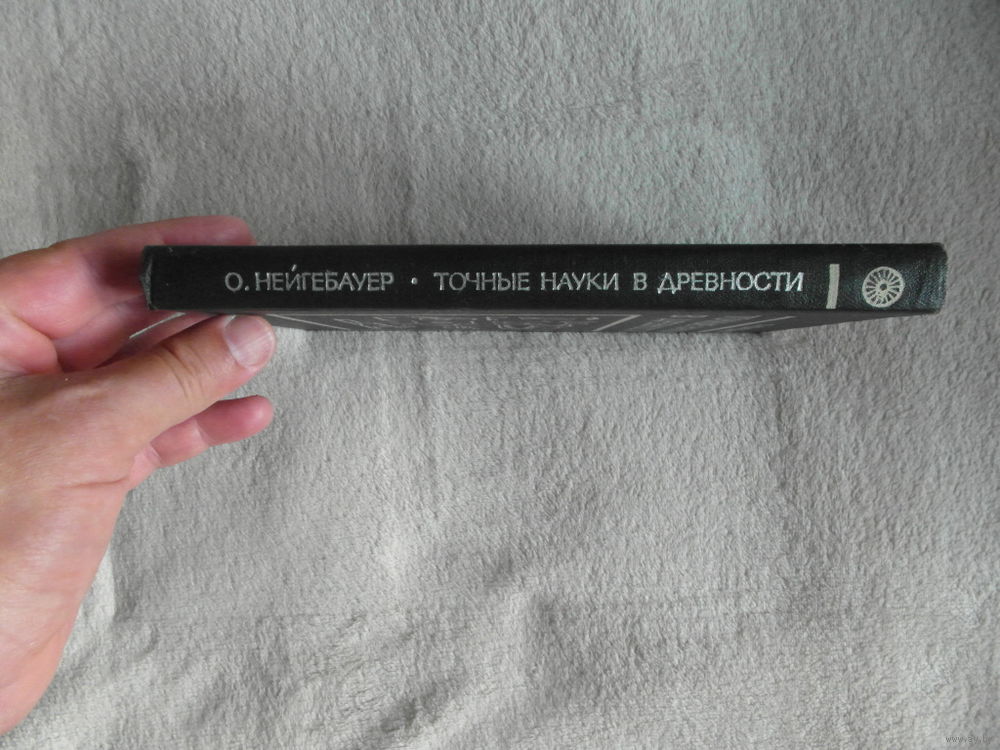 О. НЕЙГЕБАУЕР · ТОЧНЫЕ НАУКИ В ДРЕВНОСТИ